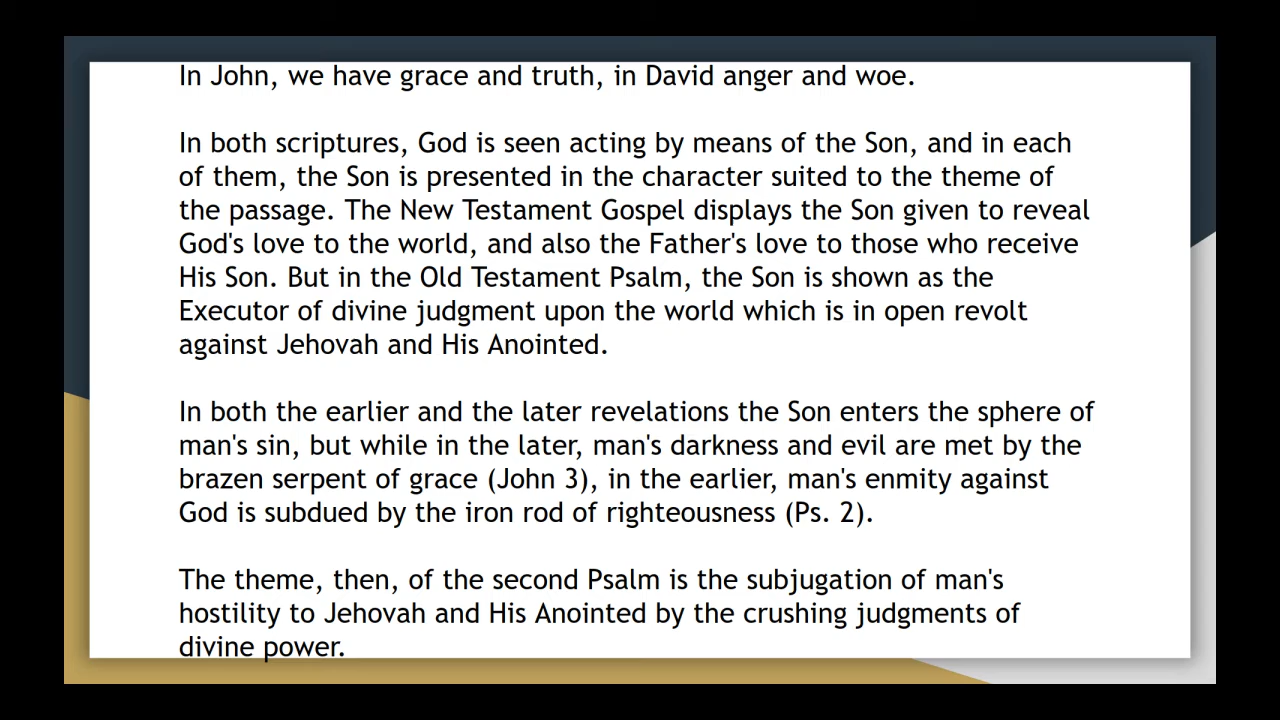 In John, we have grace and truth, in David anger and woe.
In both scriptures, God is seen acting by means of the Son, and in each
of them, the Son is presented in the character suited to the theme of
the passage. The New Testament Gospel displays the Son given to reveal
God's love to the world, and also the Father's love to those who receive
His Son. But in the Old Testament Psalm, the Son is shown as the
Executor of divine judgment upon the world which is in open revolt
against Jehovah and His Anointed.
In both the earlier and the later revelations the Son enters the sphere of
man's sin, but while in the later, man's darkness and evil are met by the
brazen serpent of grace (John 3), in the earlier, man's enmity against
God is subdued by the iron rod of righteousness (Ps. 2).
The theme, then, of the second Psalm is the subjugation of man's
hostility to Jehovah and His Anointed by the crushing judgments of
divine power.